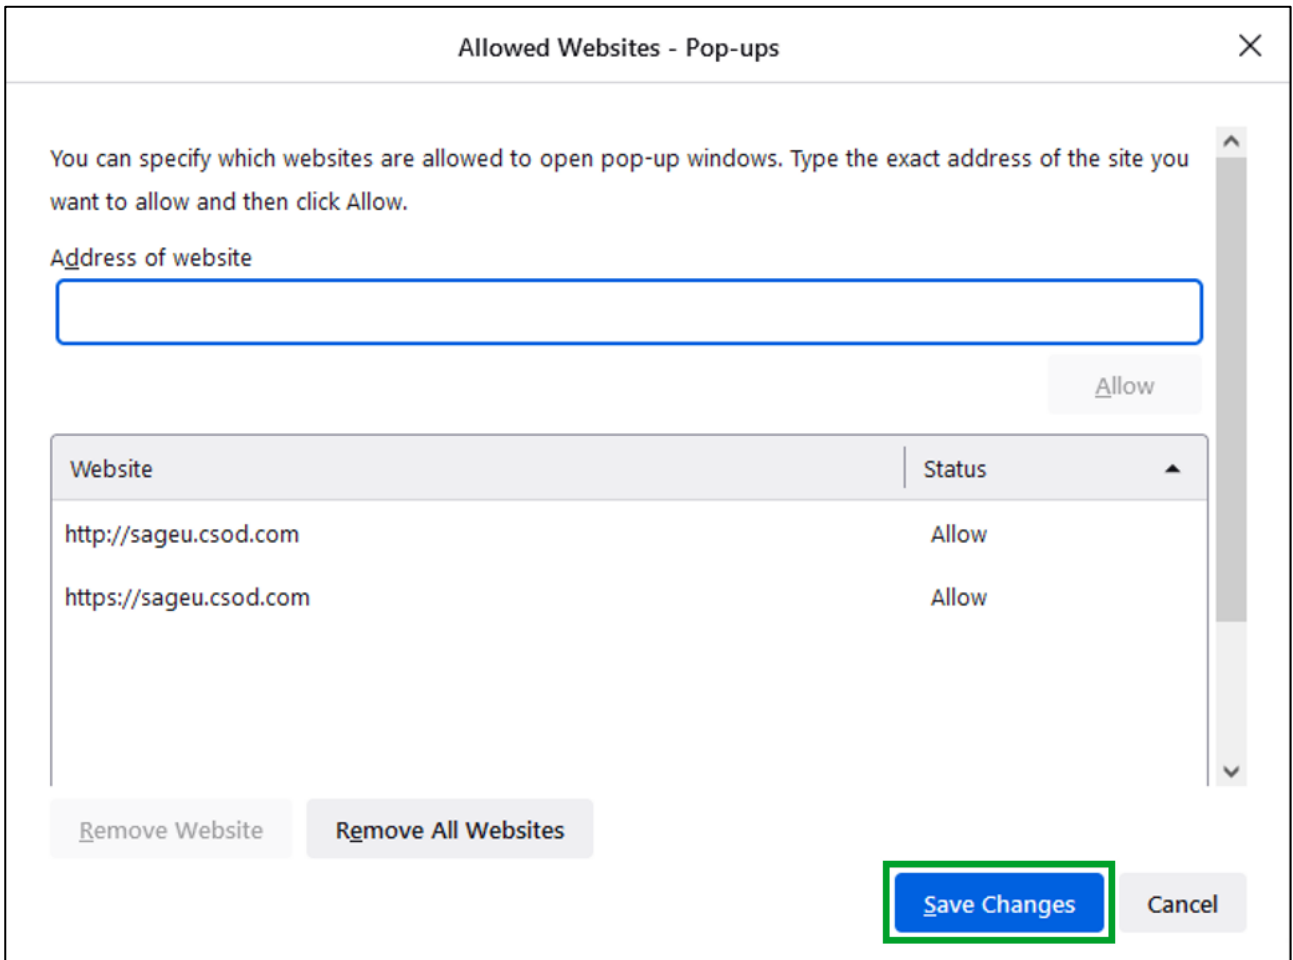 Allowed Websites - Pop-ups
You can specify which websites are allowed to open pop-up windows. Type the exact address of the site you
want to allow and then click Allow.
Address of website
Allow
Website Status
http://sageu.csod.com Allow
https://sageu.csod.com Allow
Remove Website Remove All Websites
Save Changes Cancel